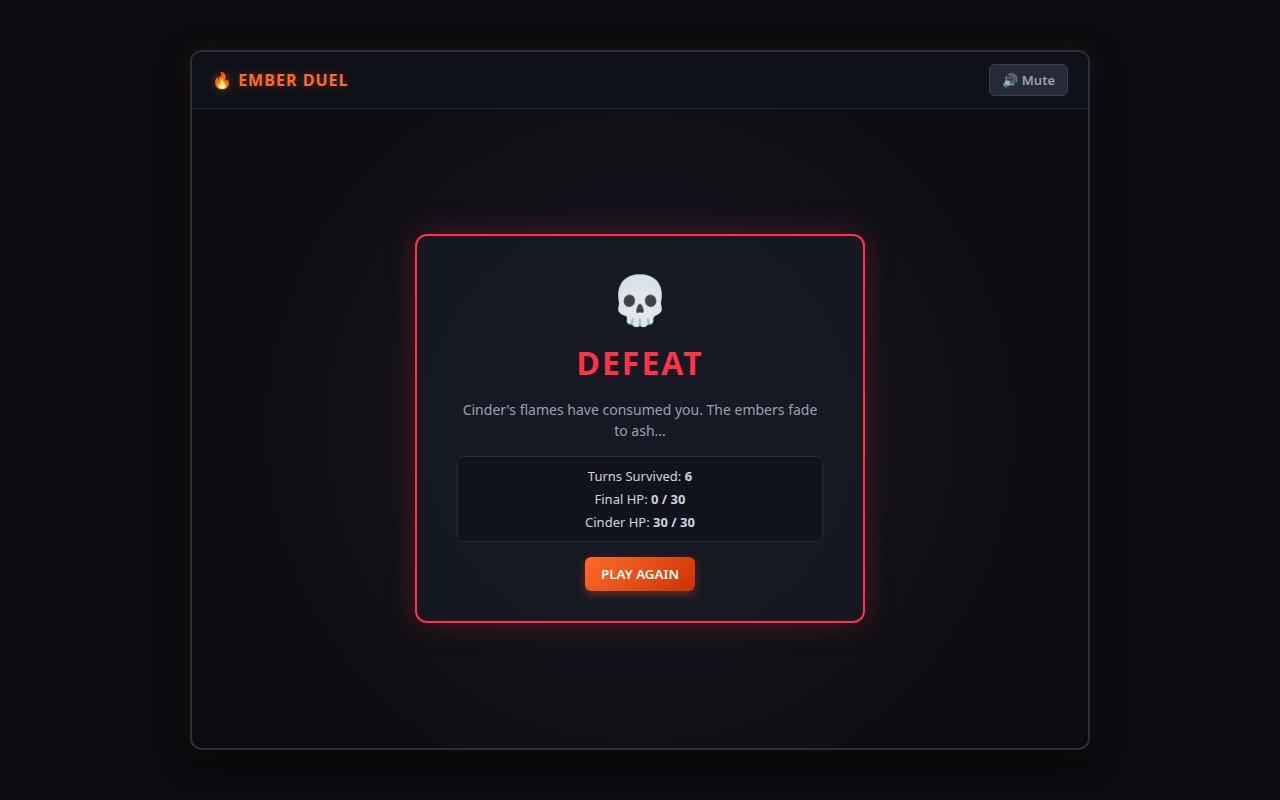 🔥 EMBER DUEL
🔊 Mute
DEFEAT
Cinder's flames have consumed you. The embers fade
to ash...
Turns Survived: 6
Final HP: 0 / 30
Cinder HP: 30 / 30
PLAY AGAIN